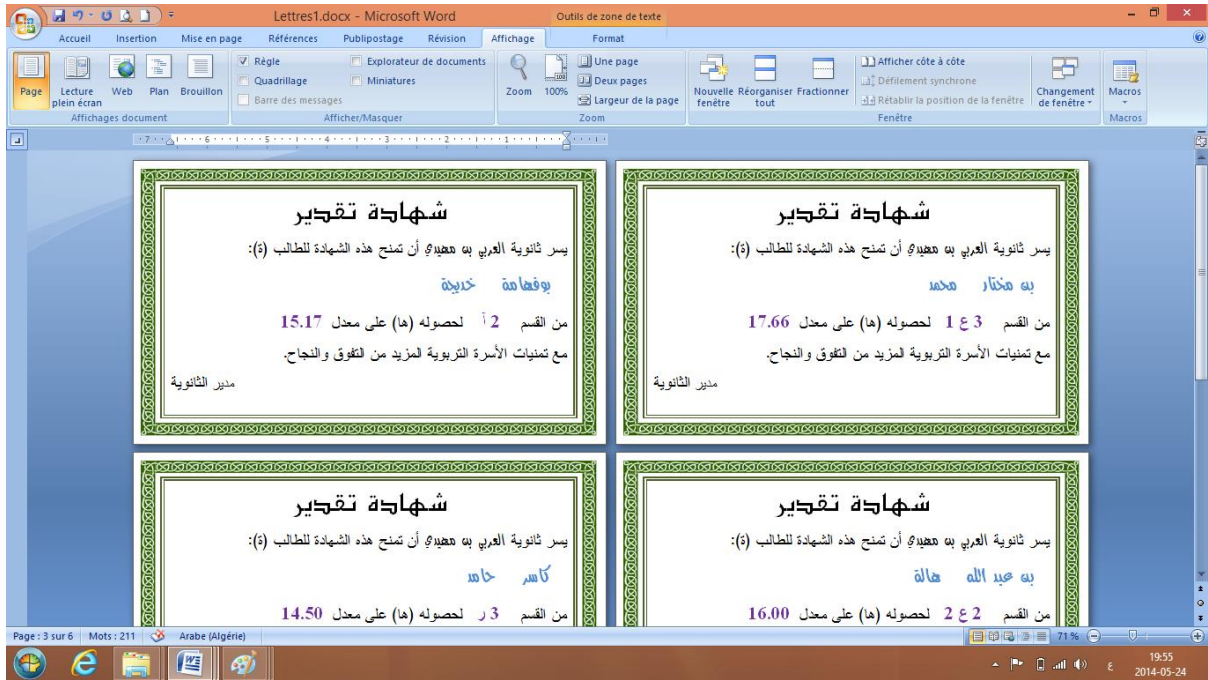 Lettres1.docx - Microsoft Word
Outils de zone de texte
Accueil Insertion Mise en page Références Publipostage Révision Affichage Format
Page
Lecture plein écran
Web
Plan
Brouillon
Affichages document
Règle
Quadrillage
Barre des messages
Explorateur de documents
Miniatures
Afficher/Masquer
Zoom
100%
Une page
Deux pages
Largeur de la page
Zoom
Nouvelle fenêtre
Réorganiser tout
Fractionner
Afficher côte à côte
Défilement synchrone
Rétablir la position de la fenêtre
Changement de fenêtre
Fenêtre
Macros
Macros
7 6 5 4 3 2 1
شهادة تقدير
يسر ثانوية العربي بن مهيدي أن تمنح هذه الشهادة للطالب (ة):
بن مختار محمد
من القسم 3 ع 1 لحصوله (ها) على معدل 17.66
مع تمنيات الأسرة التربوية المزيد من التفوق والنجاح.
مدير الثانوية
شهادة تقدير
يسر ثانوية العربي بن مهيدي أن تمنح هذه الشهادة للطالب (ة):
بوفهامة خديجة
من القسم 2 أ لحصوله (ها) على معدل 15.17
مع تمنيات الأسرة التربوية المزيد من التفوق والنجاح.
مدير الثانوية
شهادة تقدير
يسر ثانوية العربي بن مهيدي أن تمنح هذه الشهادة للطالب (ة):
بن عبد الله هالة
من القسم 2 ع 2 لحصوله (ها) على معدل 16.00
شهادة تقدير
يسر ثانوية العربي بن مهيدي أن تمنح هذه الشهادة للطالب (ة):
كاسر حامد
من القسم 3 ر لحصوله (ها) على معدل 14.50
Page : 3 sur 6 Mots : 211 Arabe (Algérie) 71 %
ع
19:55
2014-05-24